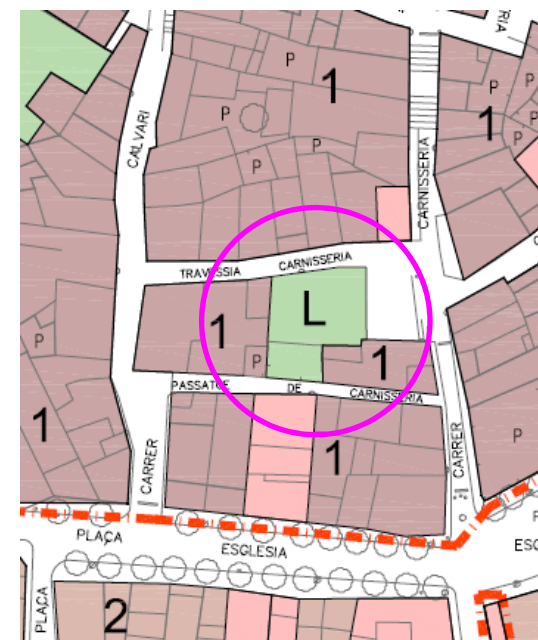 RIA
P
1
P
P
1
P
P
CALVARI
P
P
CARNISSERIA
TRAVESSIA CARNISSERIA
L
1
P
1
P
PASSATGE DE CARNISSERIA
1
1
P
CARRER
CARRER
PLAÇA ESGLESIA
ESG
PLAÇA
2